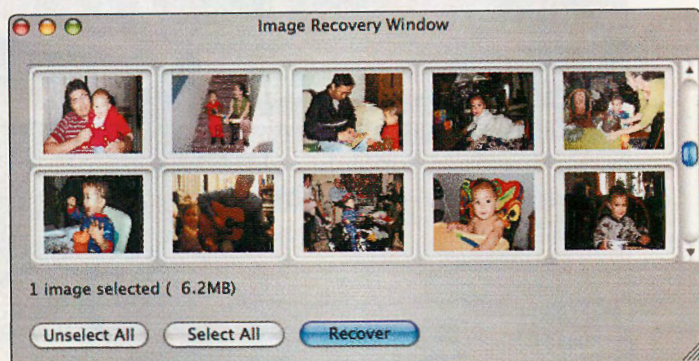 Image Recovery Window
1 image selected ( 6.2MB)
Unselect All Select All Recover